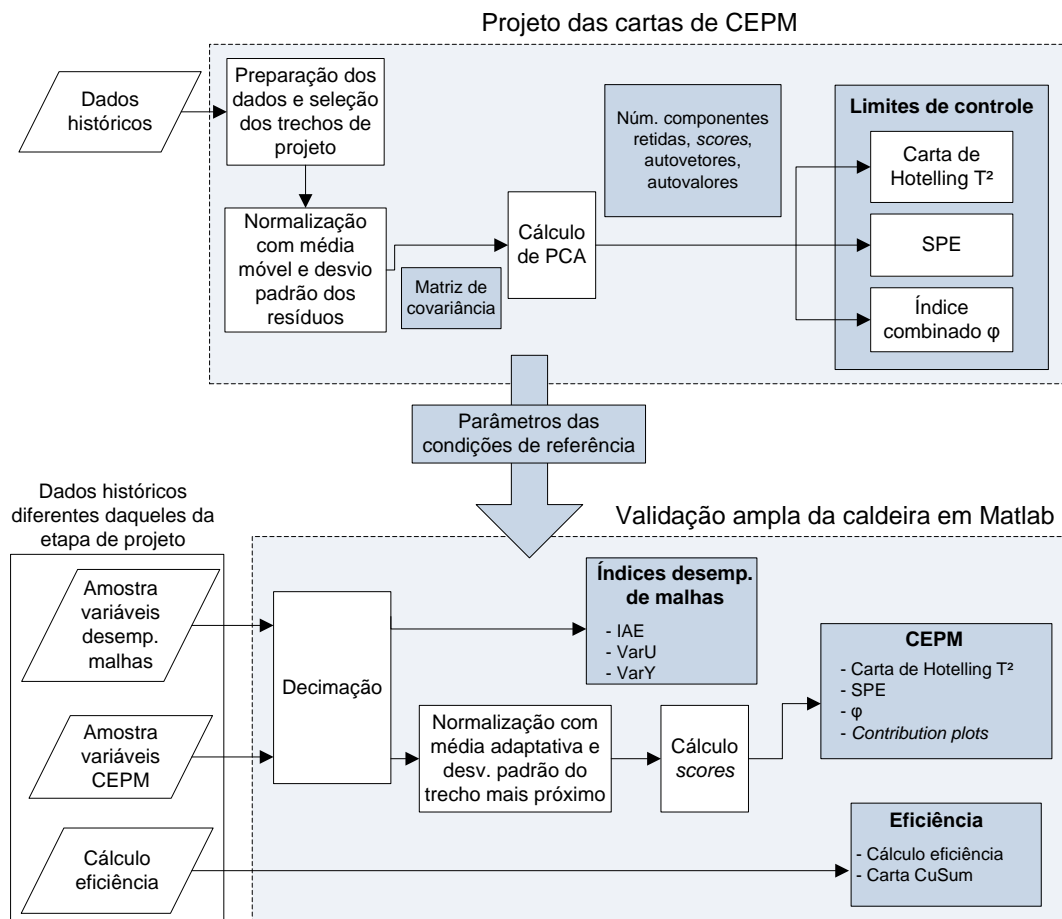 Projeto das cartas de CEPM
Dados
históricos
Preparação dos
dados e seleção
dos trechos de
projeto
Normalização
com média
móvel e desvio
padrão dos
resíduos
Matriz de
covariância
Cálculo
de PCA
Núm. componentes
retidas, scores,
autovetores,
autovalores
Limites de controle
Carta de
Hotelling T²
SPE
Índice
combinado φ
Parâmetros das
condições de referência
Dados históricos
diferentes daqueles da
etapa de projeto
Validação ampla da caldeira em Matlab
Amostra
variáveis
desemp.
malhas
Amostra
variáveis
CEPM
Cálculo
eficiência
Decimação
Índices desemp.
de malhas
- IAE
- VarU
- VarY
Normalização com
média adaptativa e
desv. padrão do
trecho mais próximo
Cálculo
scores
CEPM
- Carta de Hotelling T²
- SPE
- φ
- Contribution plots
Eficiência
- Cálculo eficiência
- Carta CuSum